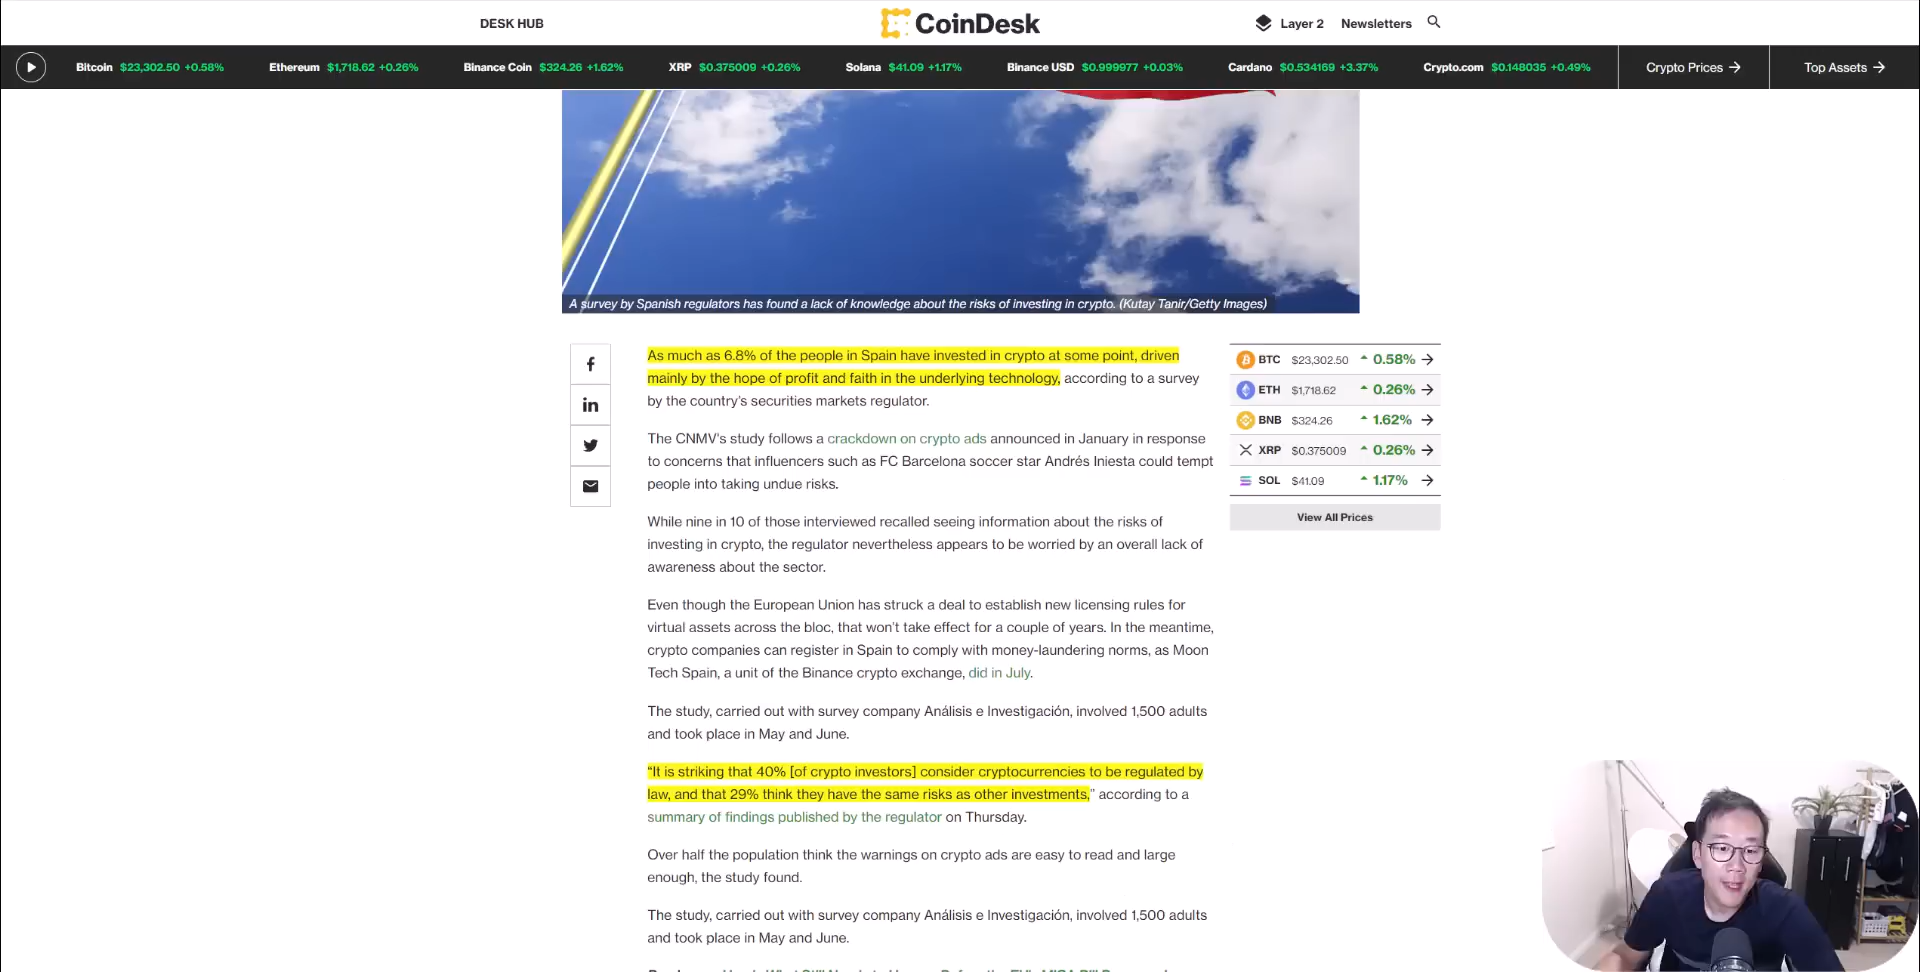 DESK HUB
CoinDesk
Layer 2 Newsletters
Bitcoin $23,302.50 +0.58% Ethereum $1,718.62 +0.26% Binance Coin $324.26 +1.62% XRP $0.375009 +0.26% Solana $41.09 +1.17% Binance USD $0.999977 +0.03% Cardano $0.534169 +3.37% Crypto.com $0.148035 +0.49% Crypto Prices → Top Assets →
A survey by Spanish regulators has found a lack of knowledge about the risks of investing in crypto. (Kutay Tanir/Getty Images)
As much as 6.8% of the people in Spain have invested in crypto at some point, driven
mainly by the hope of profit and faith in the underlying technology, according to a survey
by the country's securities markets regulator.
The CNMV's study follows a crackdown on crypto ads announced in January in response
to concerns that influencers such as FC Barcelona soccer star Andrés Iniesta could tempt
people into taking undue risks.
While nine in 10 of those interviewed recalled seeing information about the risks of
investing in crypto, the regulator nevertheless appears to be worried by an overall lack of
awareness about the sector.
Even though the European Union has struck a deal to establish new licensing rules for
virtual assets across the bloc, that won't take effect for a couple of years. In the meantime,
crypto companies can register in Spain to comply with money-laundering norms, as Moon
Tech Spain, a unit of the Binance crypto exchange, did in July.
The study, carried out with survey company Análisis e Investigación, involved 1,500 adults
and took place in May and June.
“It is striking that 40% [of crypto investors] consider cryptocurrencies to be regulated by
law, and that 29% think they have the same risks as other investments,” according to a
summary of findings published by the regulator on Thursday.
Over half the population think the warnings on crypto ads are easy to read and large
enough, the study found.
The study, carried out with survey company Análisis e Investigación, involved 1,500 adults
and took place in May and June.
BTC $23,302.50 0.58% →
ETH $1,718.62 0.26% →
BNB $324.26 1.62% →
XRP $0.375009 0.26% →
SOL $41.09 1.17% →
View All Prices